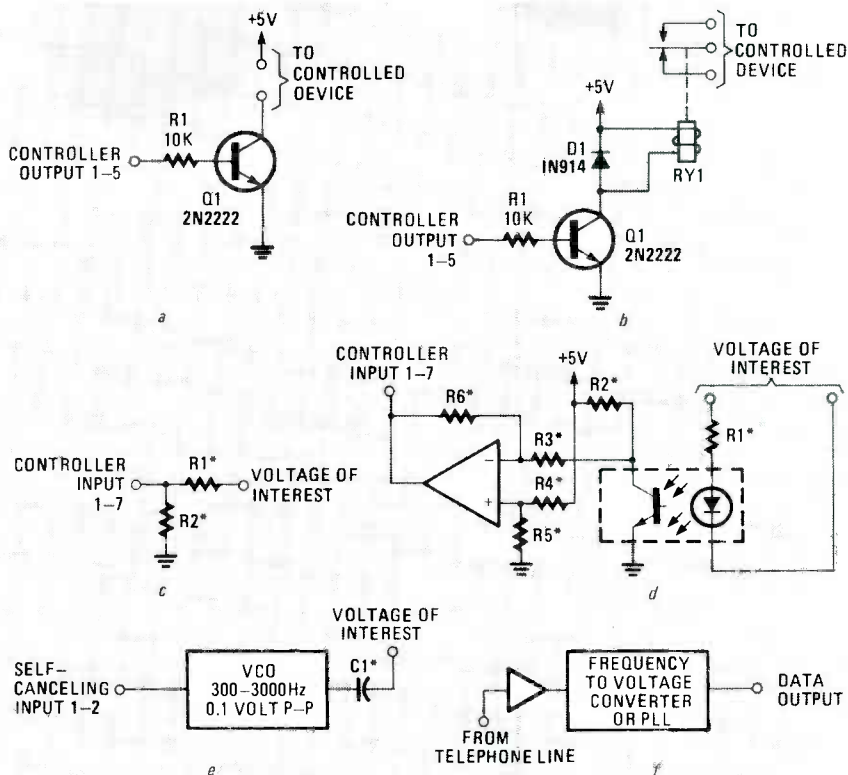 +5V
TO
CONTROLLED
DEVICE
R1
10K
CONTROLLER
OUTPUT 1–5
Q1
2N2222
a
TO
CONTROLLED
DEVICE
+5V
D1
IN914
RY1
R1
10K
CONTROLLER
OUTPUT
1–5
Q1
2N2222
b
CONTROLLER
INPUT
1–7
R1*
VOLTAGE OF
INTEREST
R2*
c
CONTROLLER
INPUT 1–7
+5V
VOLTAGE OF
INTEREST
R6*
R2*
R1*
R3*
–
R4*
+
R5*
d
SELF-
CANCELING
INPUT 1–2
VCO
300–3000Hz
0.1 VOLT P–P
C1*
VOLTAGE OF
INTEREST
e
FROM
TELEPHONE LINE
FREQUENCY
TO VOLTAGE
CONVERTER
OR PLL
DATA
OUTPUT
f